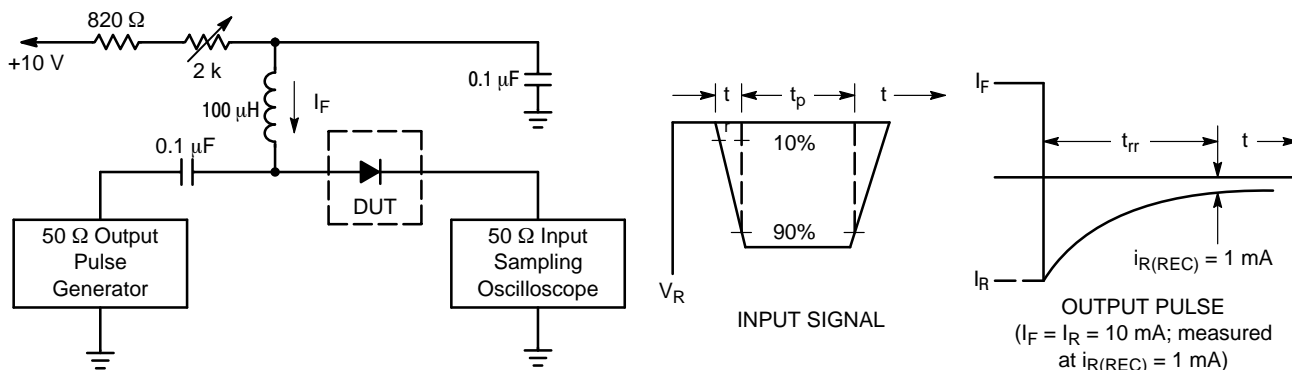 820 Ω
+10 V
2 k
100 µH
I_F
0.1 µF
0.1 µF
DUT
50 Ω Output
Pulse
Generator
50 Ω Input
Sampling
Oscilloscope
t
t_p
t
r
10%
90%
V_R
INPUT SIGNAL
I_F
t_rr
t
i_R(REC) = 1 mA
I_R
OUTPUT PULSE
(I_F = I_R = 10 mA; measured
at i_R(REC) = 1 mA)